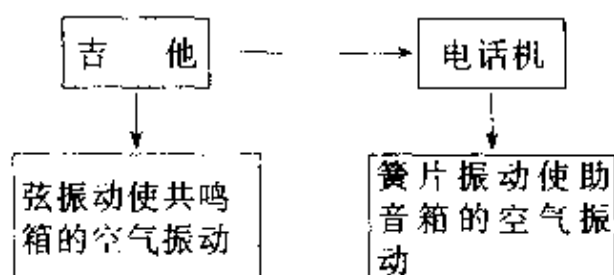 吉 他
电话机
弦振动使共鸣
箱的空气振动
簧片振动使助
音箱的空气振
动